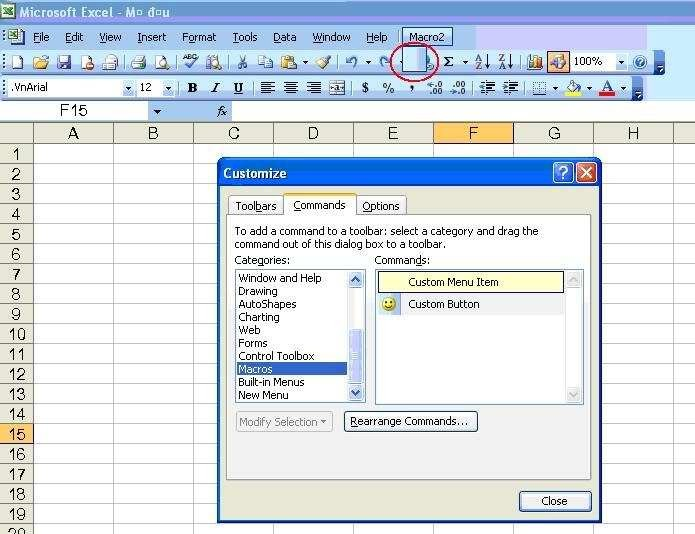 Microsoft Excel - M¤ ®Çu
File Edit View Insert Format Tools Data Window Help Macro2
100%
.VnArial 12 B I U $ % ,
F15 fx
A B C D E F G H
1
2
3
4
5
6
7
8
9
10
11
12
13
14
15
16
17
18
19
20
Customize
Toolbars Commands Options
To add a command to a toolbar: select a category and drag the
command out of this dialog box to a toolbar.
Categories: Commands:
Window and Help
Drawing
AutoShapes
Charting
Web
Forms
Control Toolbox
Macros
Built-in Menus
New Menu
Custom Menu Item
Custom Button
Modify Selection Rearrange Commands...
Close